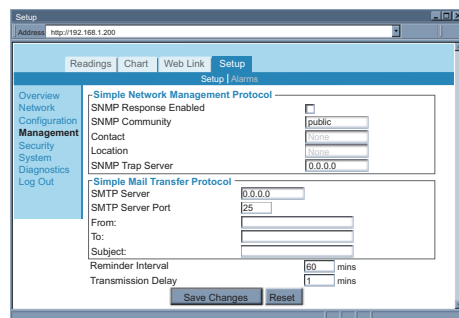 Setup
Address http://192.168.1.200
Readings Chart Web Link Setup
Setup | Alarms
Overview
Network
Configuration
Management
Security
System
Diagnostics
Log Out
Simple Network Management Protocol
SNMP Response Enabled
SNMP Community public
Contact None
Location None
SNMP Trap Server 0.0.0.0
Simple Mail Transfer Protocol
SMTP Server 0.0.0.0
SMTP Server Port 25
From:
To:
Subject:
Reminder Interval 60 mins
Transmission Delay 1 mins
Save Changes Reset